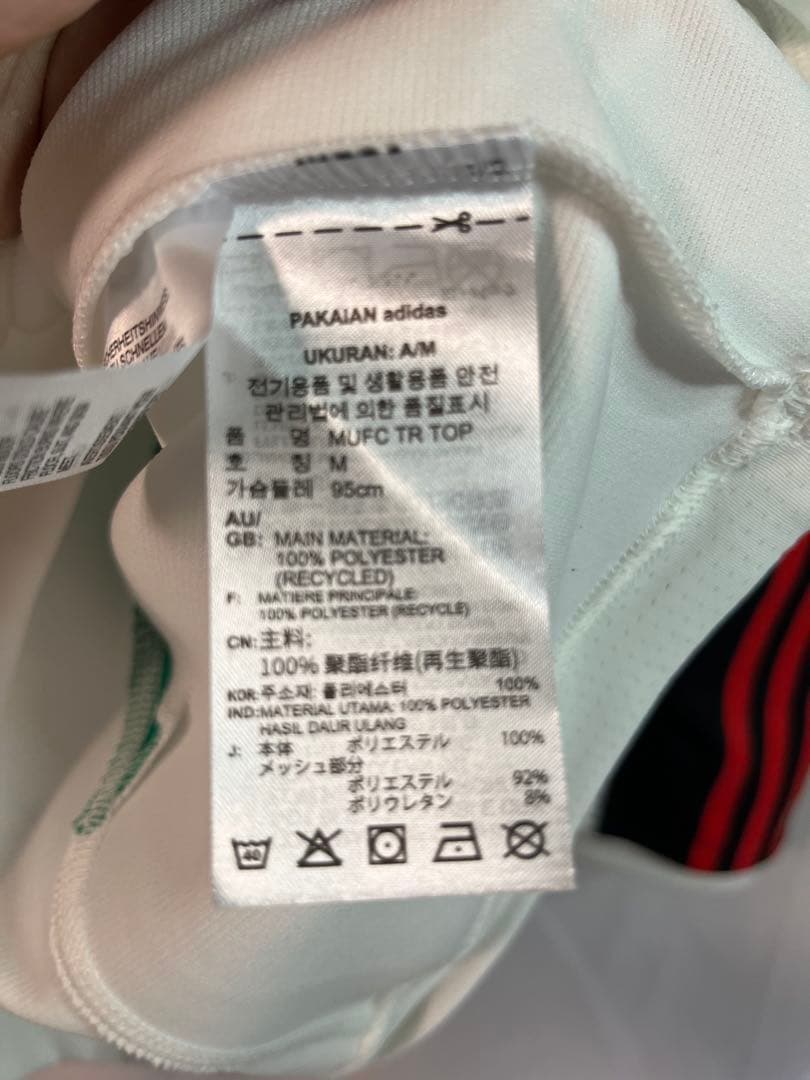 PAKAIAN adidas
UKURAN: A/M
전기용품 및 생활용품 안전
관리법에 의한 품질표시
품 명 MUFC TR TOP
호 칭 M
가슴둘레 95cm
AU/
GB: MAIN MATERIAL:
100% POLYESTER
(RECYCLED)
F: MATIERE PRINCIPALE:
100% POLYESTER (RECYCLE)
CN:主料:
100% 聚酯纤维(再生聚酯)
KOR:주소재: 폴리에스터 100%
IND:MATERIAL UTAMA: 100% POLYESTER
HASIL DAUR ULANG
J: 本体 ポリエステル 100%
メッシュ部分
ポリエステル 92%
ポリウレタン 8%
40